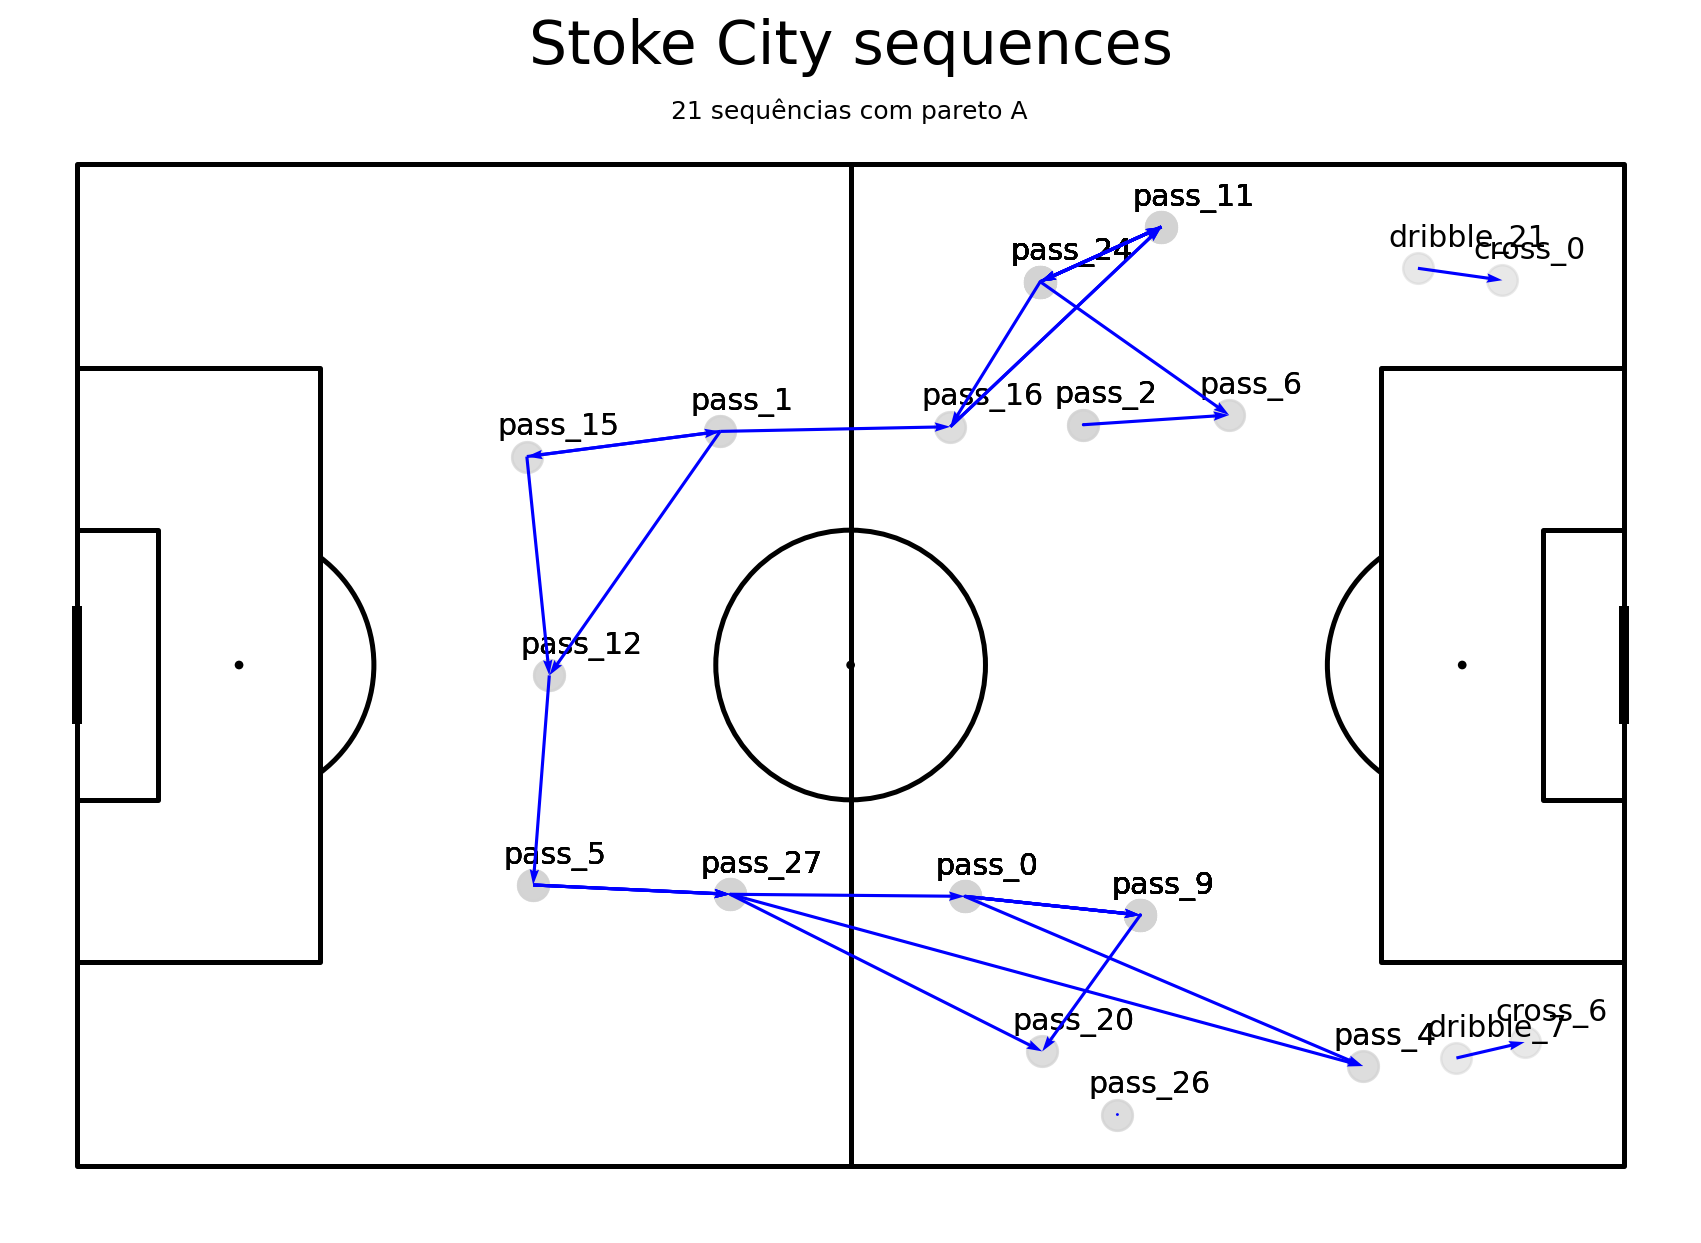 Stoke City sequences
21 sequências com pareto A
pass_11
dribble_21
cross_0
pass_24
pass_6
pass_2
pass_16
pass_1
pass_15
pass_12
pass_5
pass_27
pass_0
pass_9
cross_6
pass_20
dribble_7
pass_4
pass_26